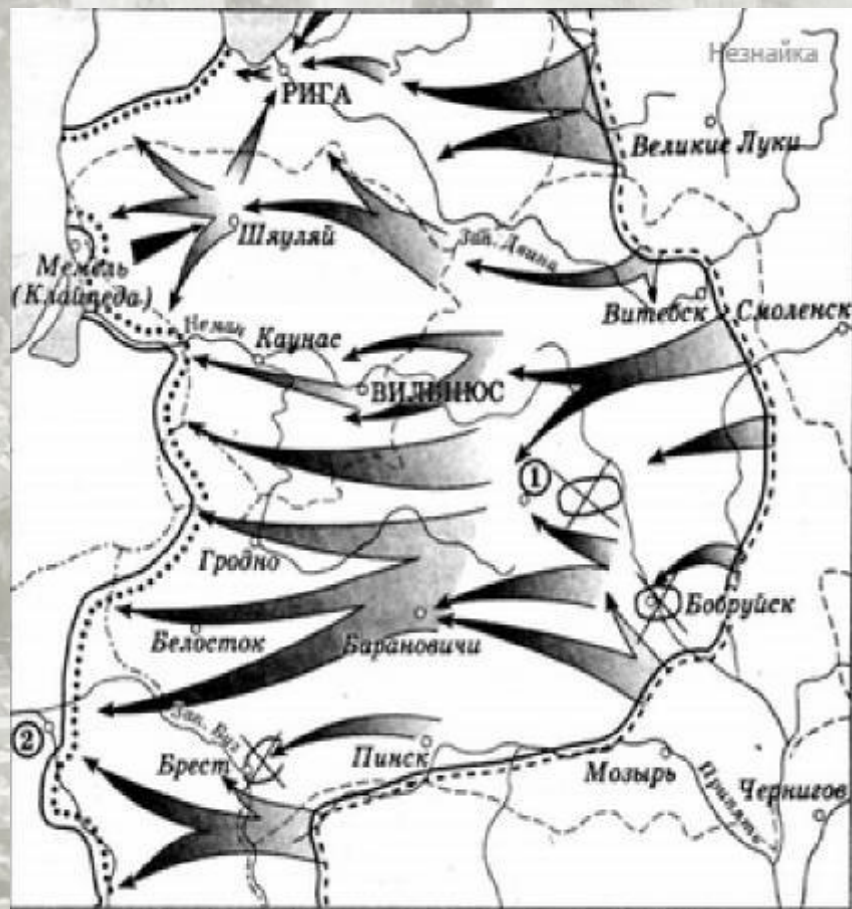 Незнайка
РИГА
Великие Луки
Шяуляй
Зап. Двина
Мемель
(Клайпеда)
Витебск
Смоленск
Неман
Каунас
ВИЛЬНЮС
1
Гродно
Бобруйск
Белосток
Барановичи
Зап. Буг
2
Брест
Пинск
Мозырь
Припять
Чернигов